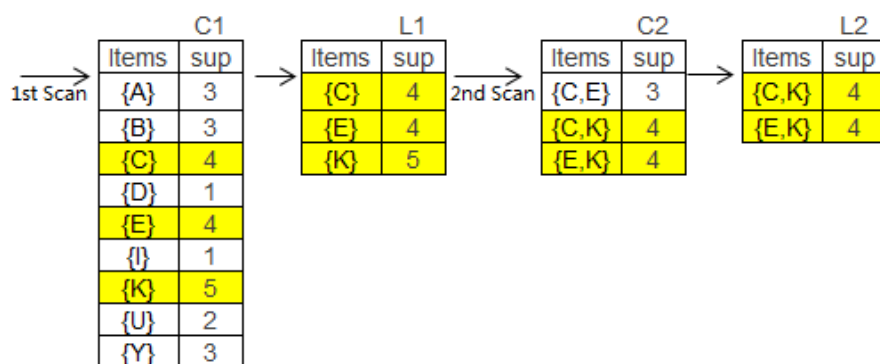 C1 L1 C2 L2
Items sup Items sup Items sup Items sup
1st Scan {A} 3 {C} 4 2nd Scan {C,E} 3 {C,K} 4
{B} 3 {E} 4 {C,K} 4 {E,K} 4
{C} 4 {K} 5 {E,K} 4
{D} 1
{E} 4
{I} 1
{K} 5
{U} 2
{Y} 3